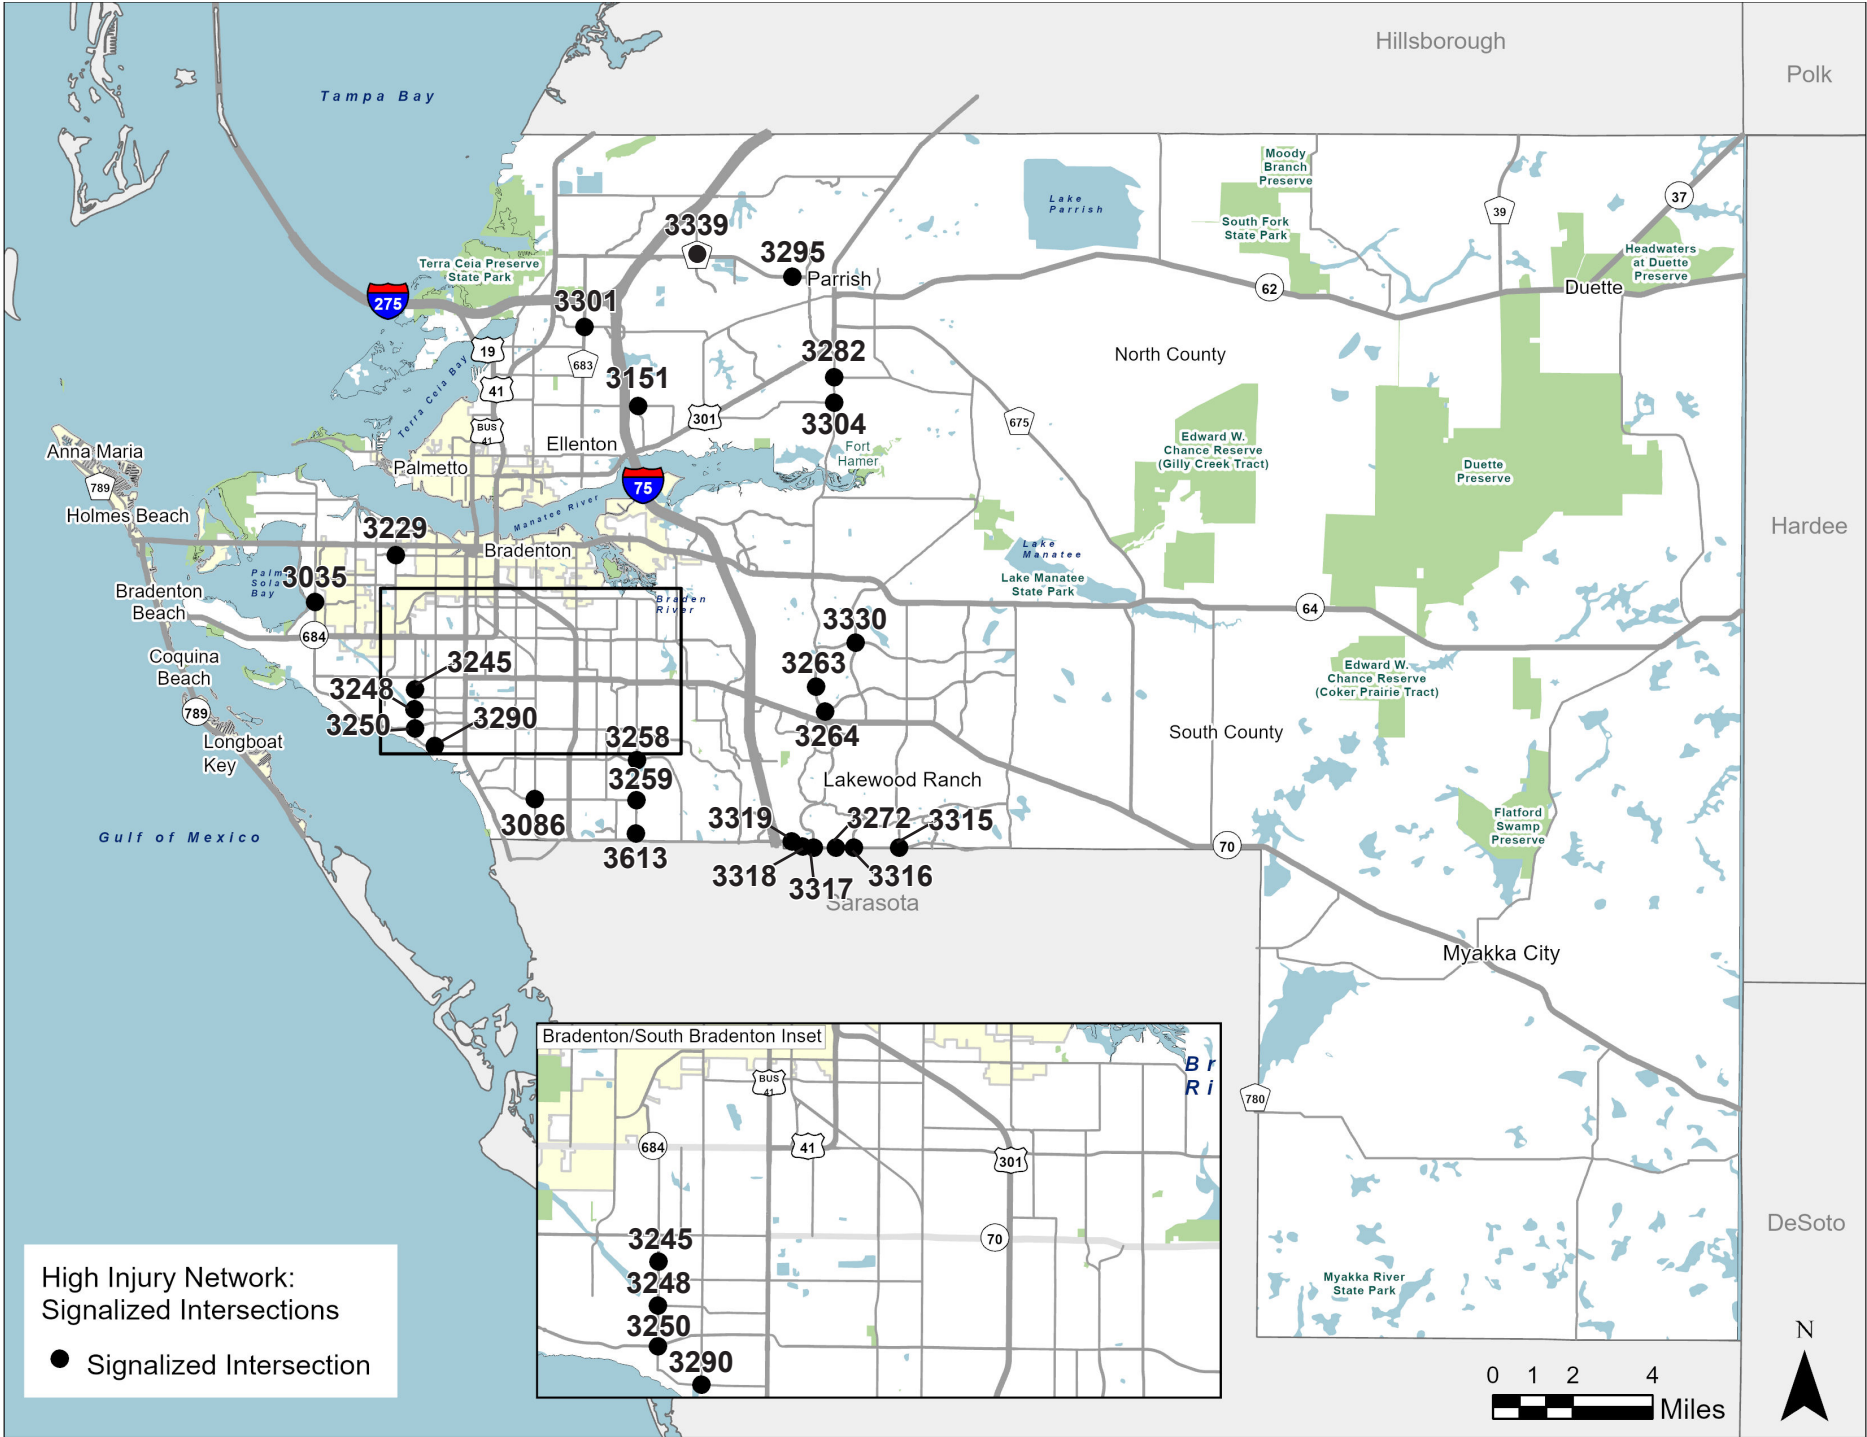 Hillsborough
Polk
Tampa Bay
Moody
Branch
Preserve
Lake
Parrish
37
39
South Fork
State Park
3339
3295
Headwaters
at Duette
Preserve
Terra Ceia Preserve
State Park
Parrish
275
3301
62
Duette
19
3282
North County
683
Terra Ceia Bay
41
3151
301
3304
675
BUS
41
Anna Maria
Ellenton
Fort
Hamer
Edward W.
Chance Reserve
(Gilly Creek Tract)
Duette
Preserve
Palmetto
789
75
Holmes Beach
Manatee River
3229
Hardee
Bradenton
Lake
Manatee
Palm
Sola
Bay
3035
Lake Manatee
State Park
Bradenton
Beach
Braden
River
64
684
3330
Coquina
Beach
3245
3263
Edward W.
Chance Reserve
(Coker Prairie Tract)
3248
789
3250
3290
3264
South County
Longboat
Key
3258
3259
Lakewood Ranch
3086
3319
3272
3315
Gulf of Mexico
Flatford
Swamp
Preserve
70
3613
3318
3317
3316
Sarasota
Myakka City
Bradenton/South Bradenton Inset
BUS
41
Br
Ri
780
684
41
301
DeSoto
3245
70
3248
3250
3290
Myakka River
State Park
High Injury Network:
Signalized Intersections
Signalized Intersection
N
0 1 2 4
Miles